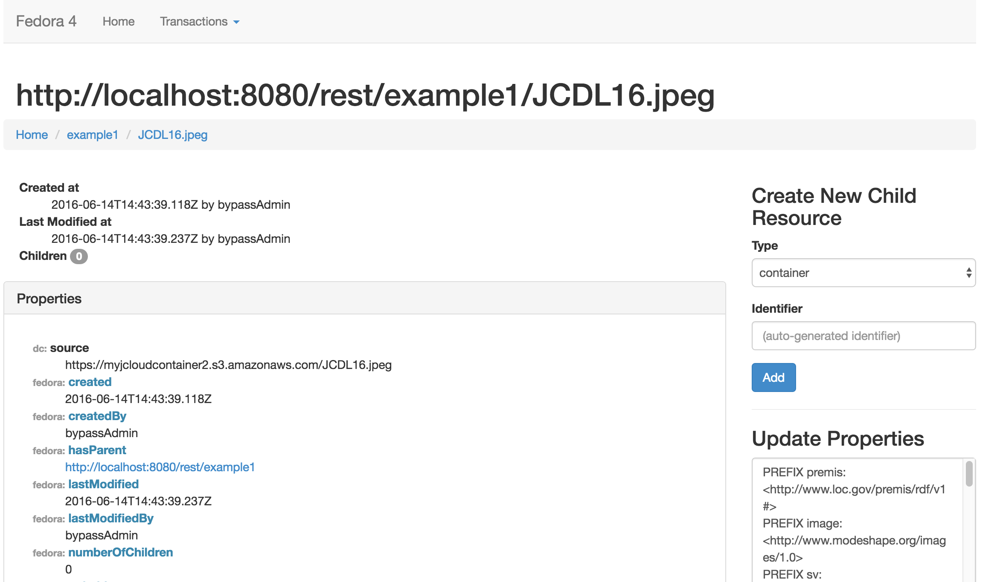 Fedora 4 Home Transactions
http://localhost:8080/rest/example1/JCDL16.jpeg
Home / example1 / JCDL16.jpeg
Created at
2016-06-14T14:43:39.118Z by bypassAdmin
Last Modified at
2016-06-14T14:43:39.237Z by bypassAdmin
Children 0
Properties
dc: source
https://myjcloudcontainer2.s3.amazonaws.com/JCDL16.jpeg
fedora: created
2016-06-14T14:43:39.118Z
fedora: createdBy
bypassAdmin
fedora: hasParent
http://localhost:8080/rest/example1
fedora: lastModified
2016-06-14T14:43:39.237Z
fedora: lastModifiedBy
bypassAdmin
fedora: numberOfChildren
0
Create New Child
Resource
Type
container
Identifier
(auto-generated identifier)
Add
Update Properties
PREFIX premis:
<http://www.loc.gov/premis/rdf/v1
#>
PREFIX image:
<http://www.modeshape.org/imag
es/1.0>
PREFIX sv: